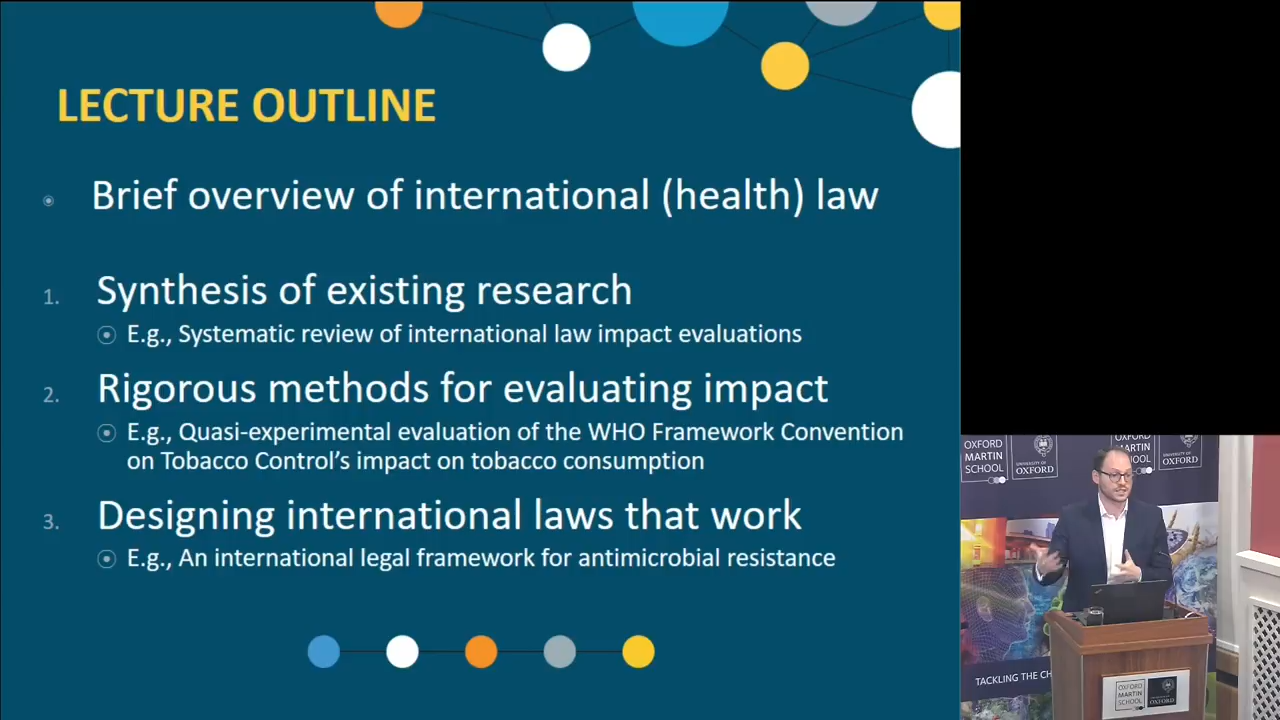 LECTURE OUTLINE
Brief overview of international (health) law
1. Synthesis of existing research
E.g., Systematic review of international law impact evaluations
2. Rigorous methods for evaluating impact
E.g., Quasi-experimental evaluation of the WHO Framework Convention
on Tobacco Control's impact on tobacco consumption
3. Designing international laws that work
E.g., An international legal framework for antimicrobial resistance
OXFORD
MARTIN
SCHOOL
UNIVERSITY OF
OXFORD
OXFORD
MARTIN
SCHOOL
UNIVERSITY OF
OXFORD
TACKLING THE CH
OXFORD
MARTIN
SCHOOL
OXFORD